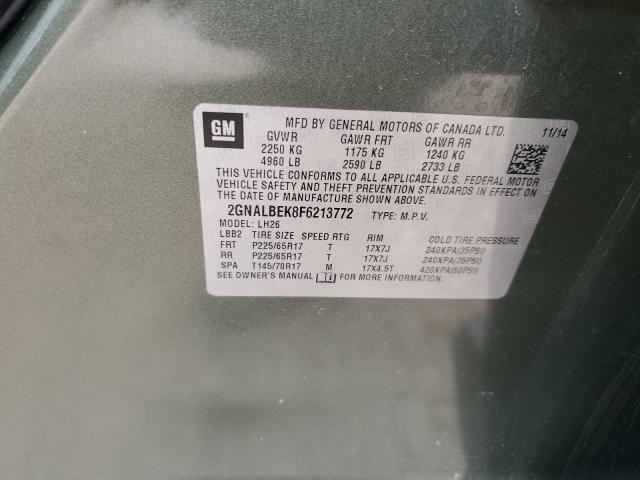 GM
MFD BY GENERAL MOTORS OF CANADA LTD. 11/14
GVWR GAWR FRT GAWR RR
2250 KG 1175 KG 1240 KG
4960 LB 2590 LB 2733 LB
THIS VEHICLE CONFORMS TO ALL APPLICABLE U.S. FEDERAL MOTOR
VEHICLE SAFETY AND THEFT PREVENTION STANDARDS IN EFFECT ON
THE DATE OF MANUFACTURE SHOWN ABOVE.
2GNALBEK8F6213772 TYPE: M.P.V.
MODEL: LH26
LBB2 TIRE SIZE SPEED RTG RIM COLD TIRE PRESSURE
FRT P225/65R17 T 17X7J 240KPA(35PSI)
RR P225/65R17 T 17X7J 240KPA(35PSI)
SPA T145/70R17 M 17X4.5T 420KPA(60PSI)
SEE OWNER'S MANUAL FOR MORE INFORMATION.